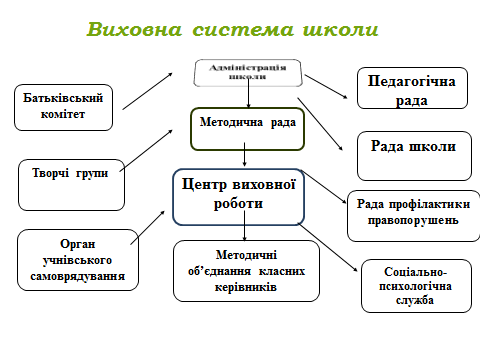 Виховна система школи
Адміністрація
школи
Педагогічна
рада
Батьківський
комітет
Методична рада
Рада школи
Творчі групи
Центр виховної
роботи
Рада профілактики
правопорушень
Орган
учнівського
самоврядування
Методичні
об’єднання класних
керівників
Соціально-
психологічна
служба